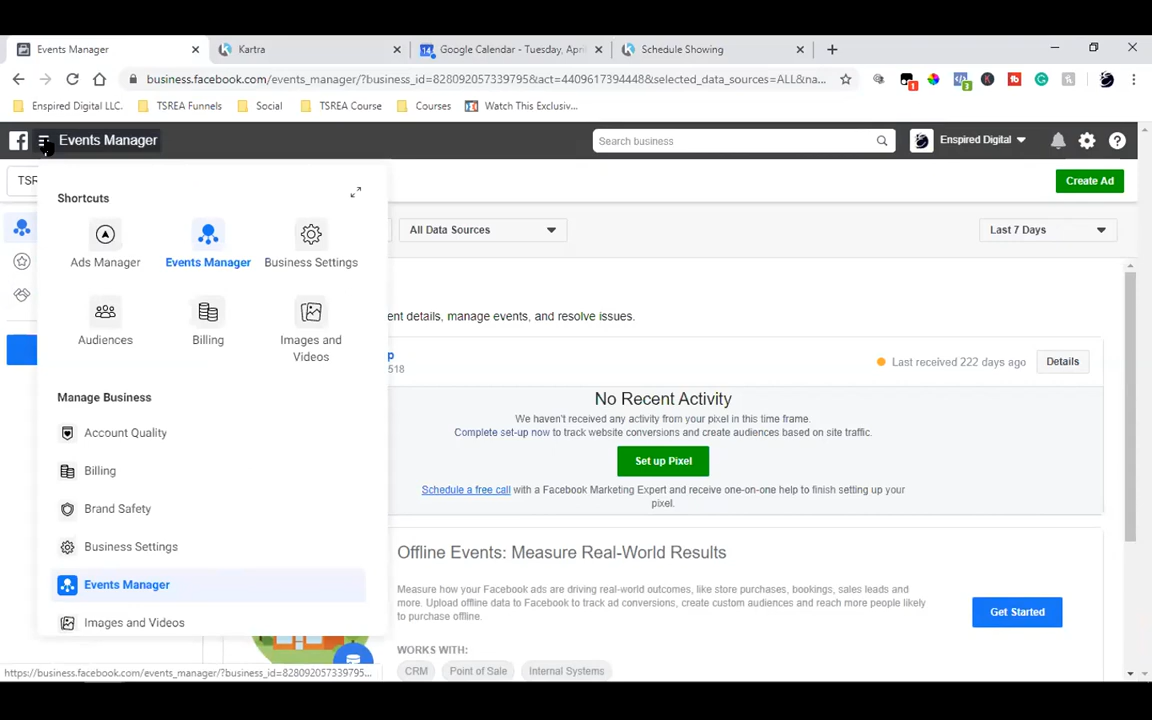 Events Manager
Kartra
Google Calendar - Tuesday, Apri
Schedule Showing
business.facebook.com/events_manager/?business_id=828092057339795&act=4409617394448&selected_data_sources=ALL&na...
Enspired Digital LLC.
TSREA Funnels
Social
TSREA Course
Courses
Watch This Exclusiv...
Events Manager
Search business
Enspired Digital
TSR
Create Ad
Shortcuts
All Data Sources
Last 7 Days
Ads Manager
Events Manager
Business Settings
ent details, manage events, and resolve issues.
Audiences
Billing
Images and
Videos
p
518
Last received 222 days ago
Details
No Recent Activity
We haven't received any activity from your pixel in this time frame.
Complete set-up now to track website conversions and create audiences based on site traffic.
Set up Pixel
Schedule a free call with a Facebook Marketing Expert and receive one-on-one help to finish setting up your
pixel.
Manage Business
Account Quality
Billing
Brand Safety
Business Settings
Events Manager
Images and Videos
Offline Events: Measure Real-World Results
Measure how your Facebook ads are driving real-world outcomes, like store purchases, bookings, sales leads and
more. Upload offline data to Facebook to track ad conversions, create custom audiences and reach more people likely
to purchase offline.
Get Started
WORKS WITH:
CRM
Point of Sale
Internal Systems
https://business.facebook.com/events_manager/?business_id=828092057339795...